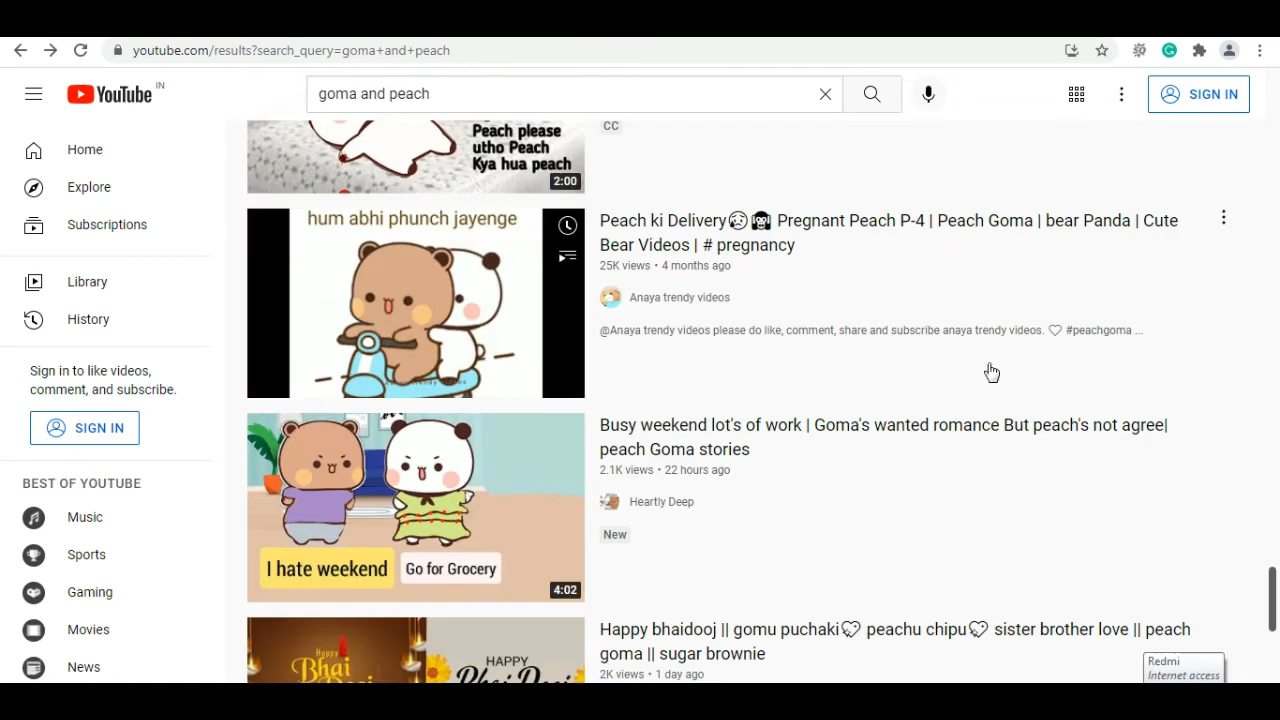 youtube.com/results?search_query=goma+and+peach
YouTube IN
goma and peach
SIGN IN
Home
Explore
Subscriptions
Library
History
Sign in to like videos,
comment, and subscribe.
SIGN IN
BEST OF YOUTUBE
Music
Sports
Gaming
Movies
News
Peach please
utho Peach
Kya hua peach
2:00
CC
hum abhi phunch jayenge
Peach ki Delivery😥🙉 Pregnant Peach P-4 | Peach Goma | bear Panda | Cute
Bear Videos | # pregnancy
25K views • 4 months ago
Anaya trendy videos
@Anaya trendy videos please do like, comment, share and subscribe anaya trendy videos. ♡ #peachgoma ...
I hate weekend
Go for Grocery
4:02
Busy weekend lot's of work | Goma's wanted romance But peach's not agree|
peach Goma stories
2.1K views • 22 hours ago
Heartly Deep
New
Happy
Bhai
HAPPY
Happy bhaidooj || gomu puchaki💝 peachu chipu💝 sister brother love || peach
goma || sugar brownie
2K views • 1 day ago
Redmi
Internet access